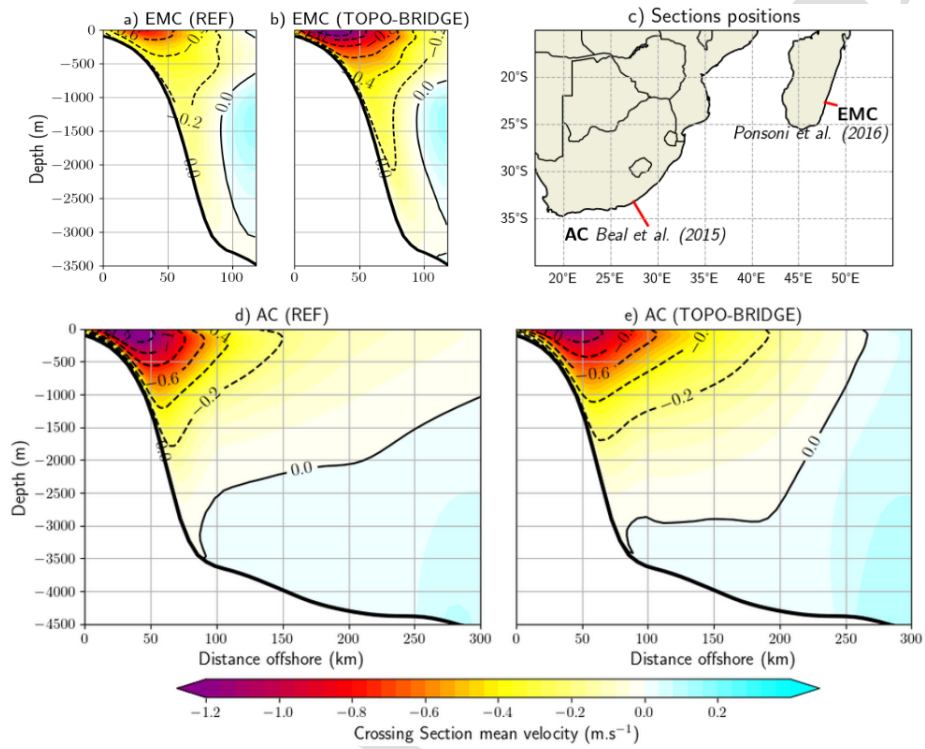 a) EMC (REF)
b) EMC (TOPO-BRIDGE)
c) Sections positions
0
−500
−1000
−1500
−2000
−2500
−3000
−3500
Depth (m)
−0.2
0.0
0 50 100
−0.4
0.0
0.0
0 50 100
20°S
25°S
30°S
35°S
EMC
Ponsoni et al. (2016)
AC Beal et al. (2015)
20°E 25°E 30°E 35°E 40°E 45°E 50°E
d) AC (REF)
e) AC (TOPO-BRIDGE)
0
−500
−1000
−1500
−2000
−2500
−3000
−3500
−4000
−4500
Depth (m)
−0.6
−0.2
0.0
0.0
0 50 100 150 200 250 300
Distance offshore (km)
−0.6
−0.2
0.0
0 50 100 150 200 250 300
Distance offshore (km)
−1.2 −1.0 −0.8 −0.6 −0.4 −0.2 0.0 0.2
Crossing Section mean velocity (m.s⁻¹)